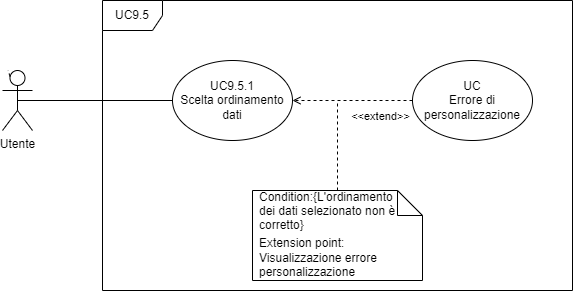 UC9.5
UC9.5.1
Scelta ordinamento
dati
UC
Errore di
personalizzazione
<<extend>>
Utente
Condition:{L'ordinamento
dei dati selezionato non è
corretto}
Extension point:
Visualizzazione errore
personalizzazione